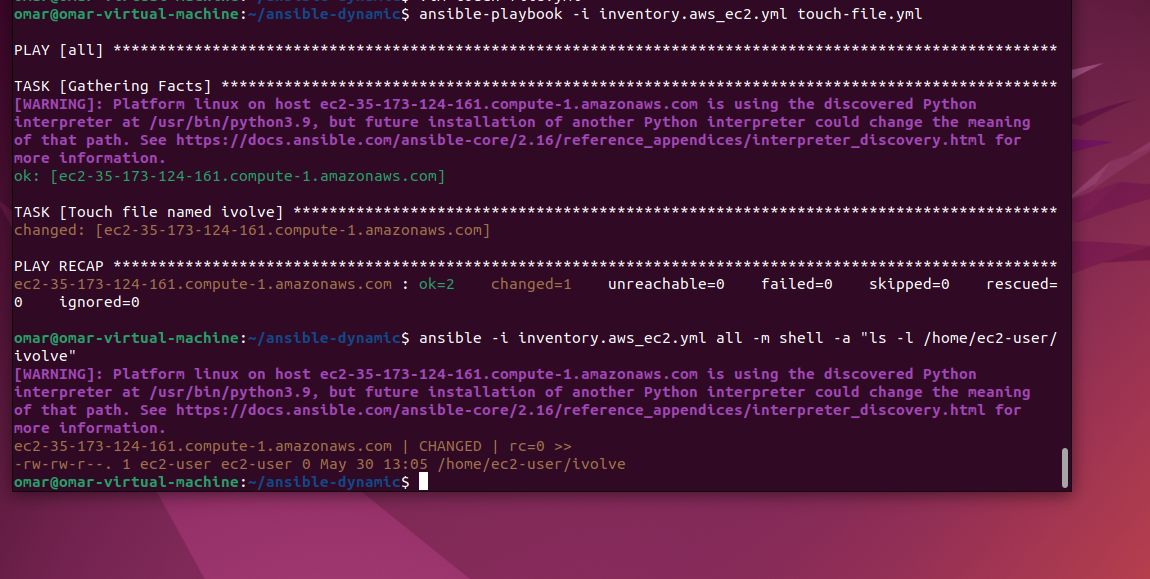 omar@omar-virtual-machine:~/ansible-dynamic$ ansible-playbook -i inventory.aws_ec2.yml touch-file.yml
PLAY [all] *********************************************************************************************************
TASK [Gathering Facts] *********************************************************************************************
[WARNING]: Platform linux on host ec2-35-173-124-161.compute-1.amazonaws.com is using the discovered Python
interpreter at /usr/bin/python3.9, but future installation of another Python interpreter could change the meaning
of that path. See https://docs.ansible.com/ansible-core/2.16/reference_appendices/interpreter_discovery.html for
more information.
ok: [ec2-35-173-124-161.compute-1.amazonaws.com]
TASK [Touch file named ivolve] *************************************************************************************
changed: [ec2-35-173-124-161.compute-1.amazonaws.com]
PLAY RECAP *********************************************************************************************************
ec2-35-173-124-161.compute-1.amazonaws.com : ok=2    changed=1    unreachable=0    failed=0    skipped=0    rescued=
0    ignored=0
omar@omar-virtual-machine:~/ansible-dynamic$ ansible -i inventory.aws_ec2.yml all -m shell -a "ls -l /home/ec2-user/
ivolve"
[WARNING]: Platform linux on host ec2-35-173-124-161.compute-1.amazonaws.com is using the discovered Python
interpreter at /usr/bin/python3.9, but future installation of another Python interpreter could change the meaning
of that path. See https://docs.ansible.com/ansible-core/2.16/reference_appendices/interpreter_discovery.html for
more information.
ec2-35-173-124-161.compute-1.amazonaws.com | CHANGED | rc=0 >>
-rw-rw-r--. 1 ec2-user ec2-user 0 May 30 13:05 /home/ec2-user/ivolve
omar@omar-virtual-machine:~/ansible-dynamic$